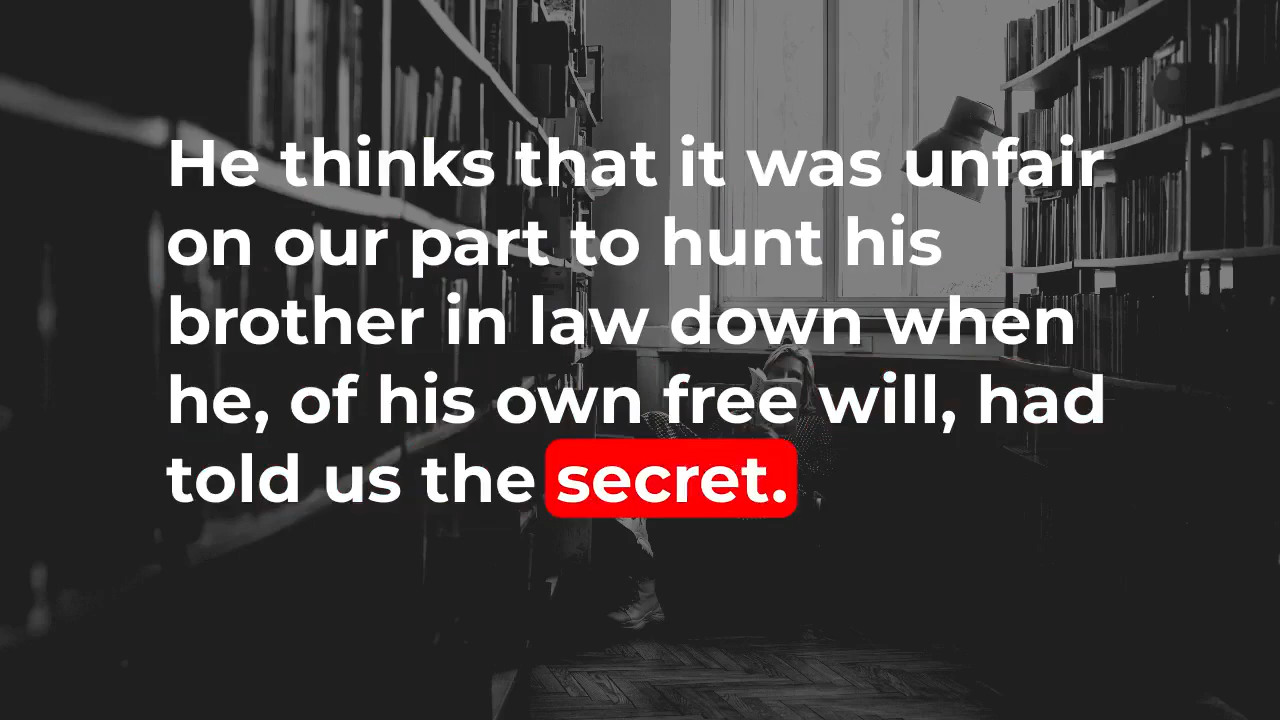 He thinks that it was unfair
on our part to hunt his
brother in law down when
he, of his own free will, had
told us the secret.